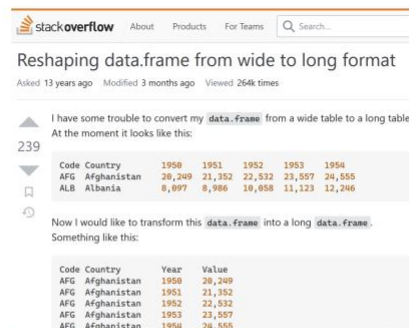 stackoverflow About Products For Teams Search...
Reshaping data.frame from wide to long format
Asked 13 years ago Modified 3 months ago Viewed 264k times
I have some trouble to convert my data.frame from a wide table to a long table
At the moment it looks like this:
239
Code Country 1950 1951 1952 1953 1954
AFG Afghanistan 20,249 21,352 22,532 23,557 24,555
ALB Albania 8,097 8,986 10,058 11,123 12,246
Now I would like to transform this data.frame into a long data.frame.
Something like this:
Code Country Year Value
AFG Afghanistan 1950 20,249
AFG Afghanistan 1951 21,352
AFG Afghanistan 1952 22,532
AFG Afghanistan 1953 23,557
AFG Afghanistan 1954 24,555